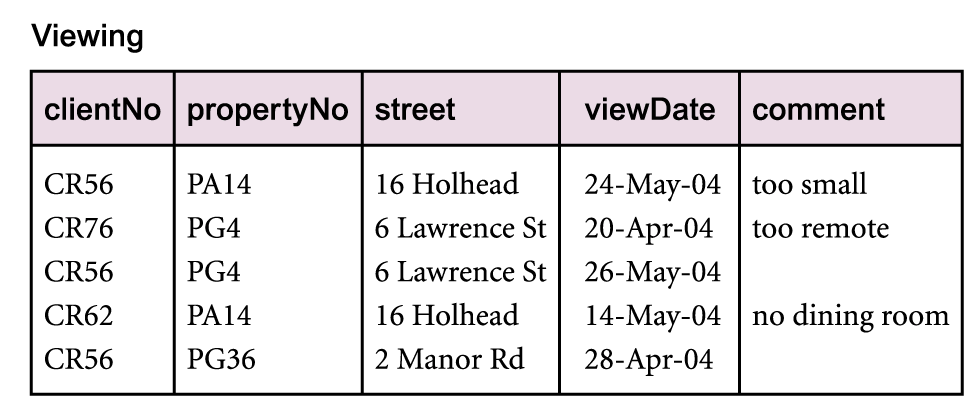 Viewing
clientNo propertyNo street viewDate comment
CR56 PA14 16 Holhead 24-May-04 too small
CR76 PG4 6 Lawrence St 20-Apr-04 too remote
CR56 PG4 6 Lawrence St 26-May-04
CR62 PA14 16 Holhead 14-May-04 no dining room
CR56 PG36 2 Manor Rd 28-Apr-04